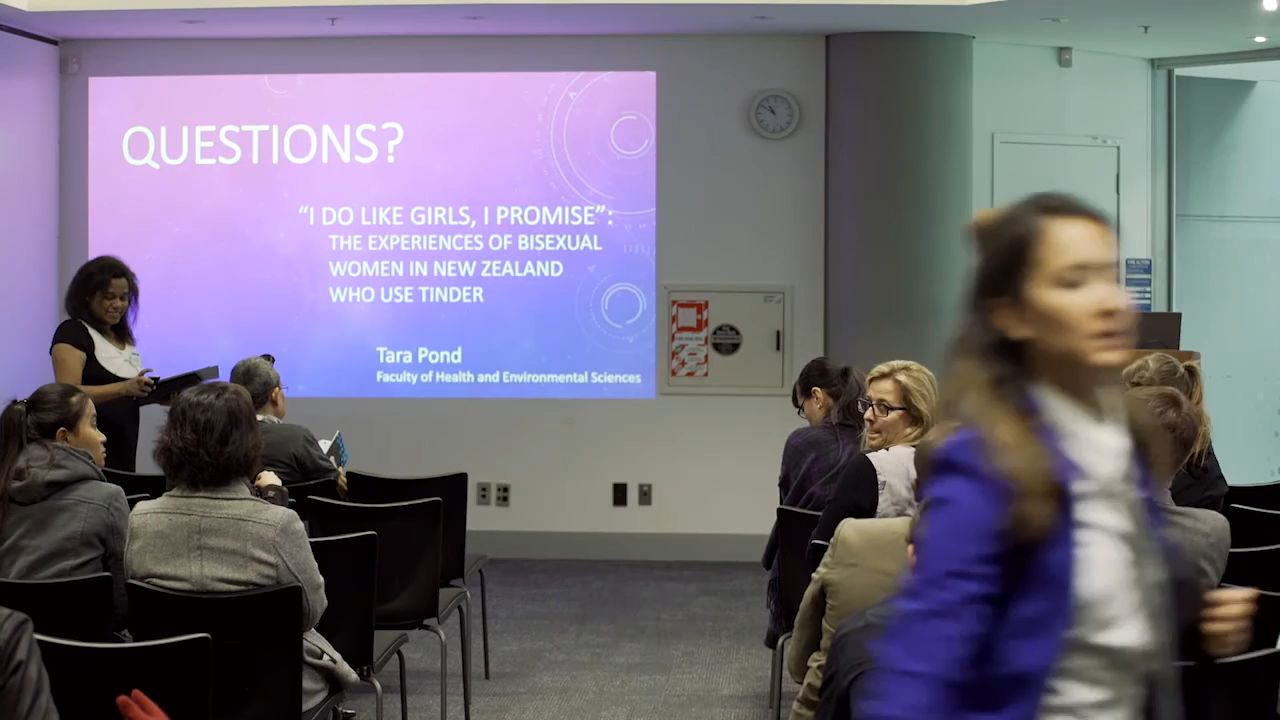 QUESTIONS?
“I DO LIKE GIRLS, I PROMISE”:
THE EXPERIENCES OF BISEXUAL
WOMEN IN NEW ZEALAND
WHO USE TINDER
Tara Pond
Faculty of Health and Environmental Sciences